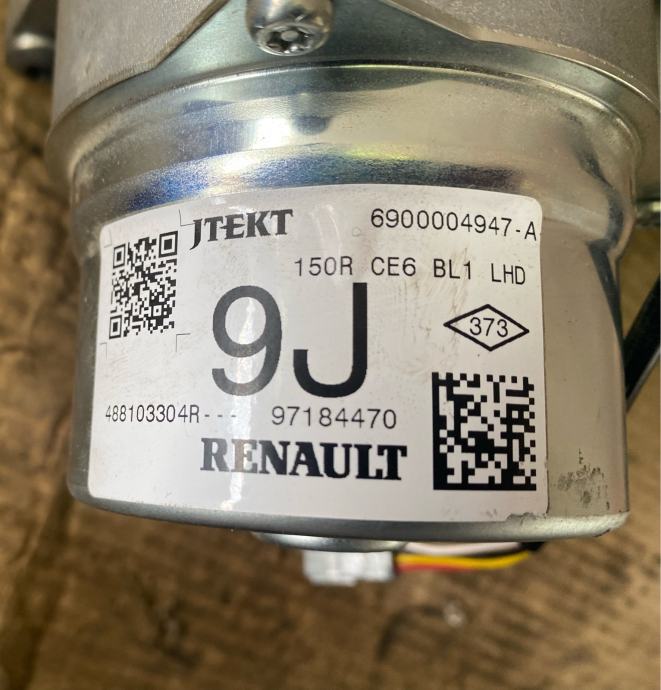 JTEKT 6900004947-A
150R CE6 BL1 LHD
9J
373
488103304R--- 97184470
RENAULT